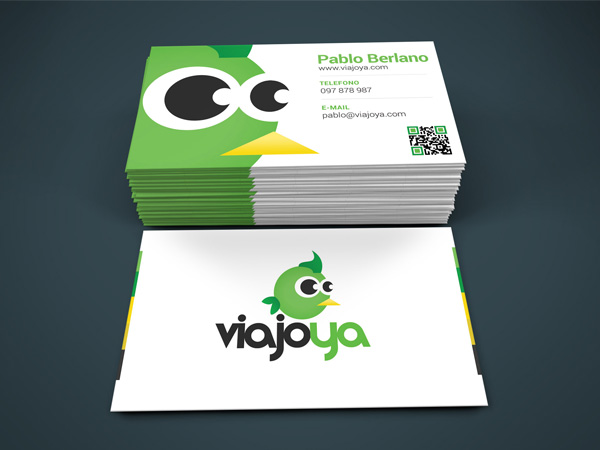 Pablo Berlano
www.viajoya.com
TELEFONO
097 878 987
E-MAIL
pablo@viajoya.com
viajoya